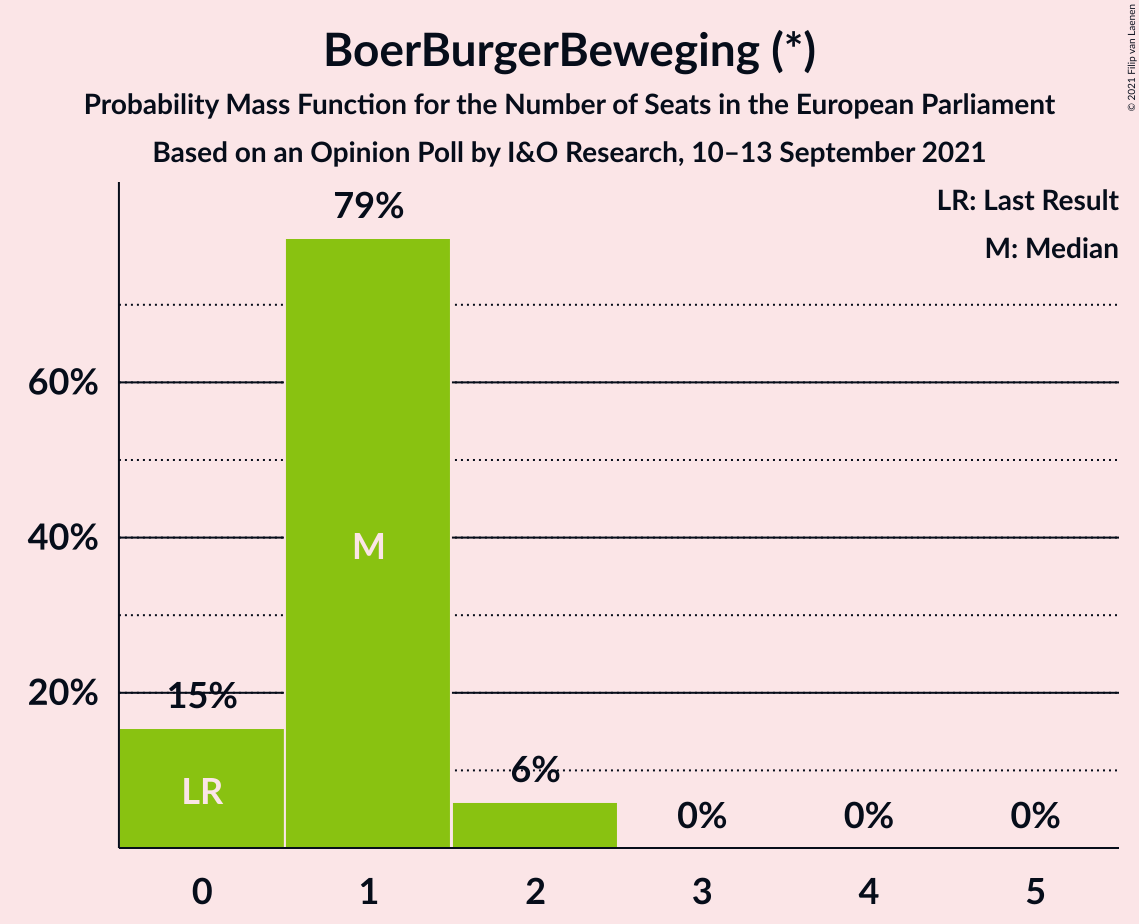 BoerBurgerBeweging (*)
Probability Mass Function for the Number of Seats in the European Parliament
Based on an Opinion Poll by I&O Research, 10–13 September 2021
© 2021 Filip van Laenen
LR: Last Result
M: Median
79%
60%
40%
20%
M
15%
LR
6%
0%
0%
0%
0
1
2
3
4
5